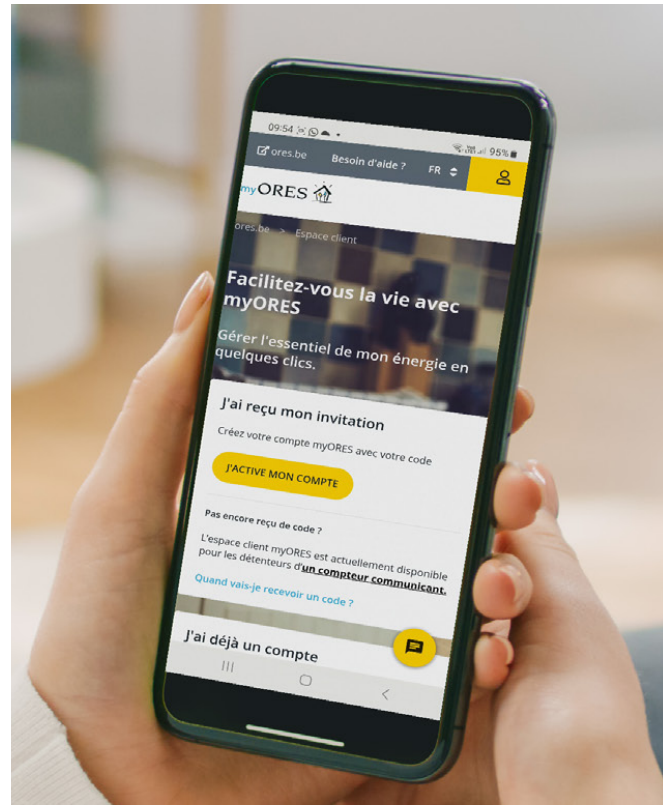 09:54
95%
ores.be Besoin d'aide ? FR
myORES
ores.be > Espace client
Facilitez-vous la vie avec
myORES
Gérer l'essentiel de mon énergie en
quelques clics.
J'ai reçu mon invitation
Créez votre compte myORES avec votre code
J'ACTIVE MON COMPTE
Pas encore reçu de code ?
L'espace client myORES est actuellement disponible
pour les détenteurs d'un compteur communicant.
Quand vais-je recevoir un code ?
J'ai déjà un compte